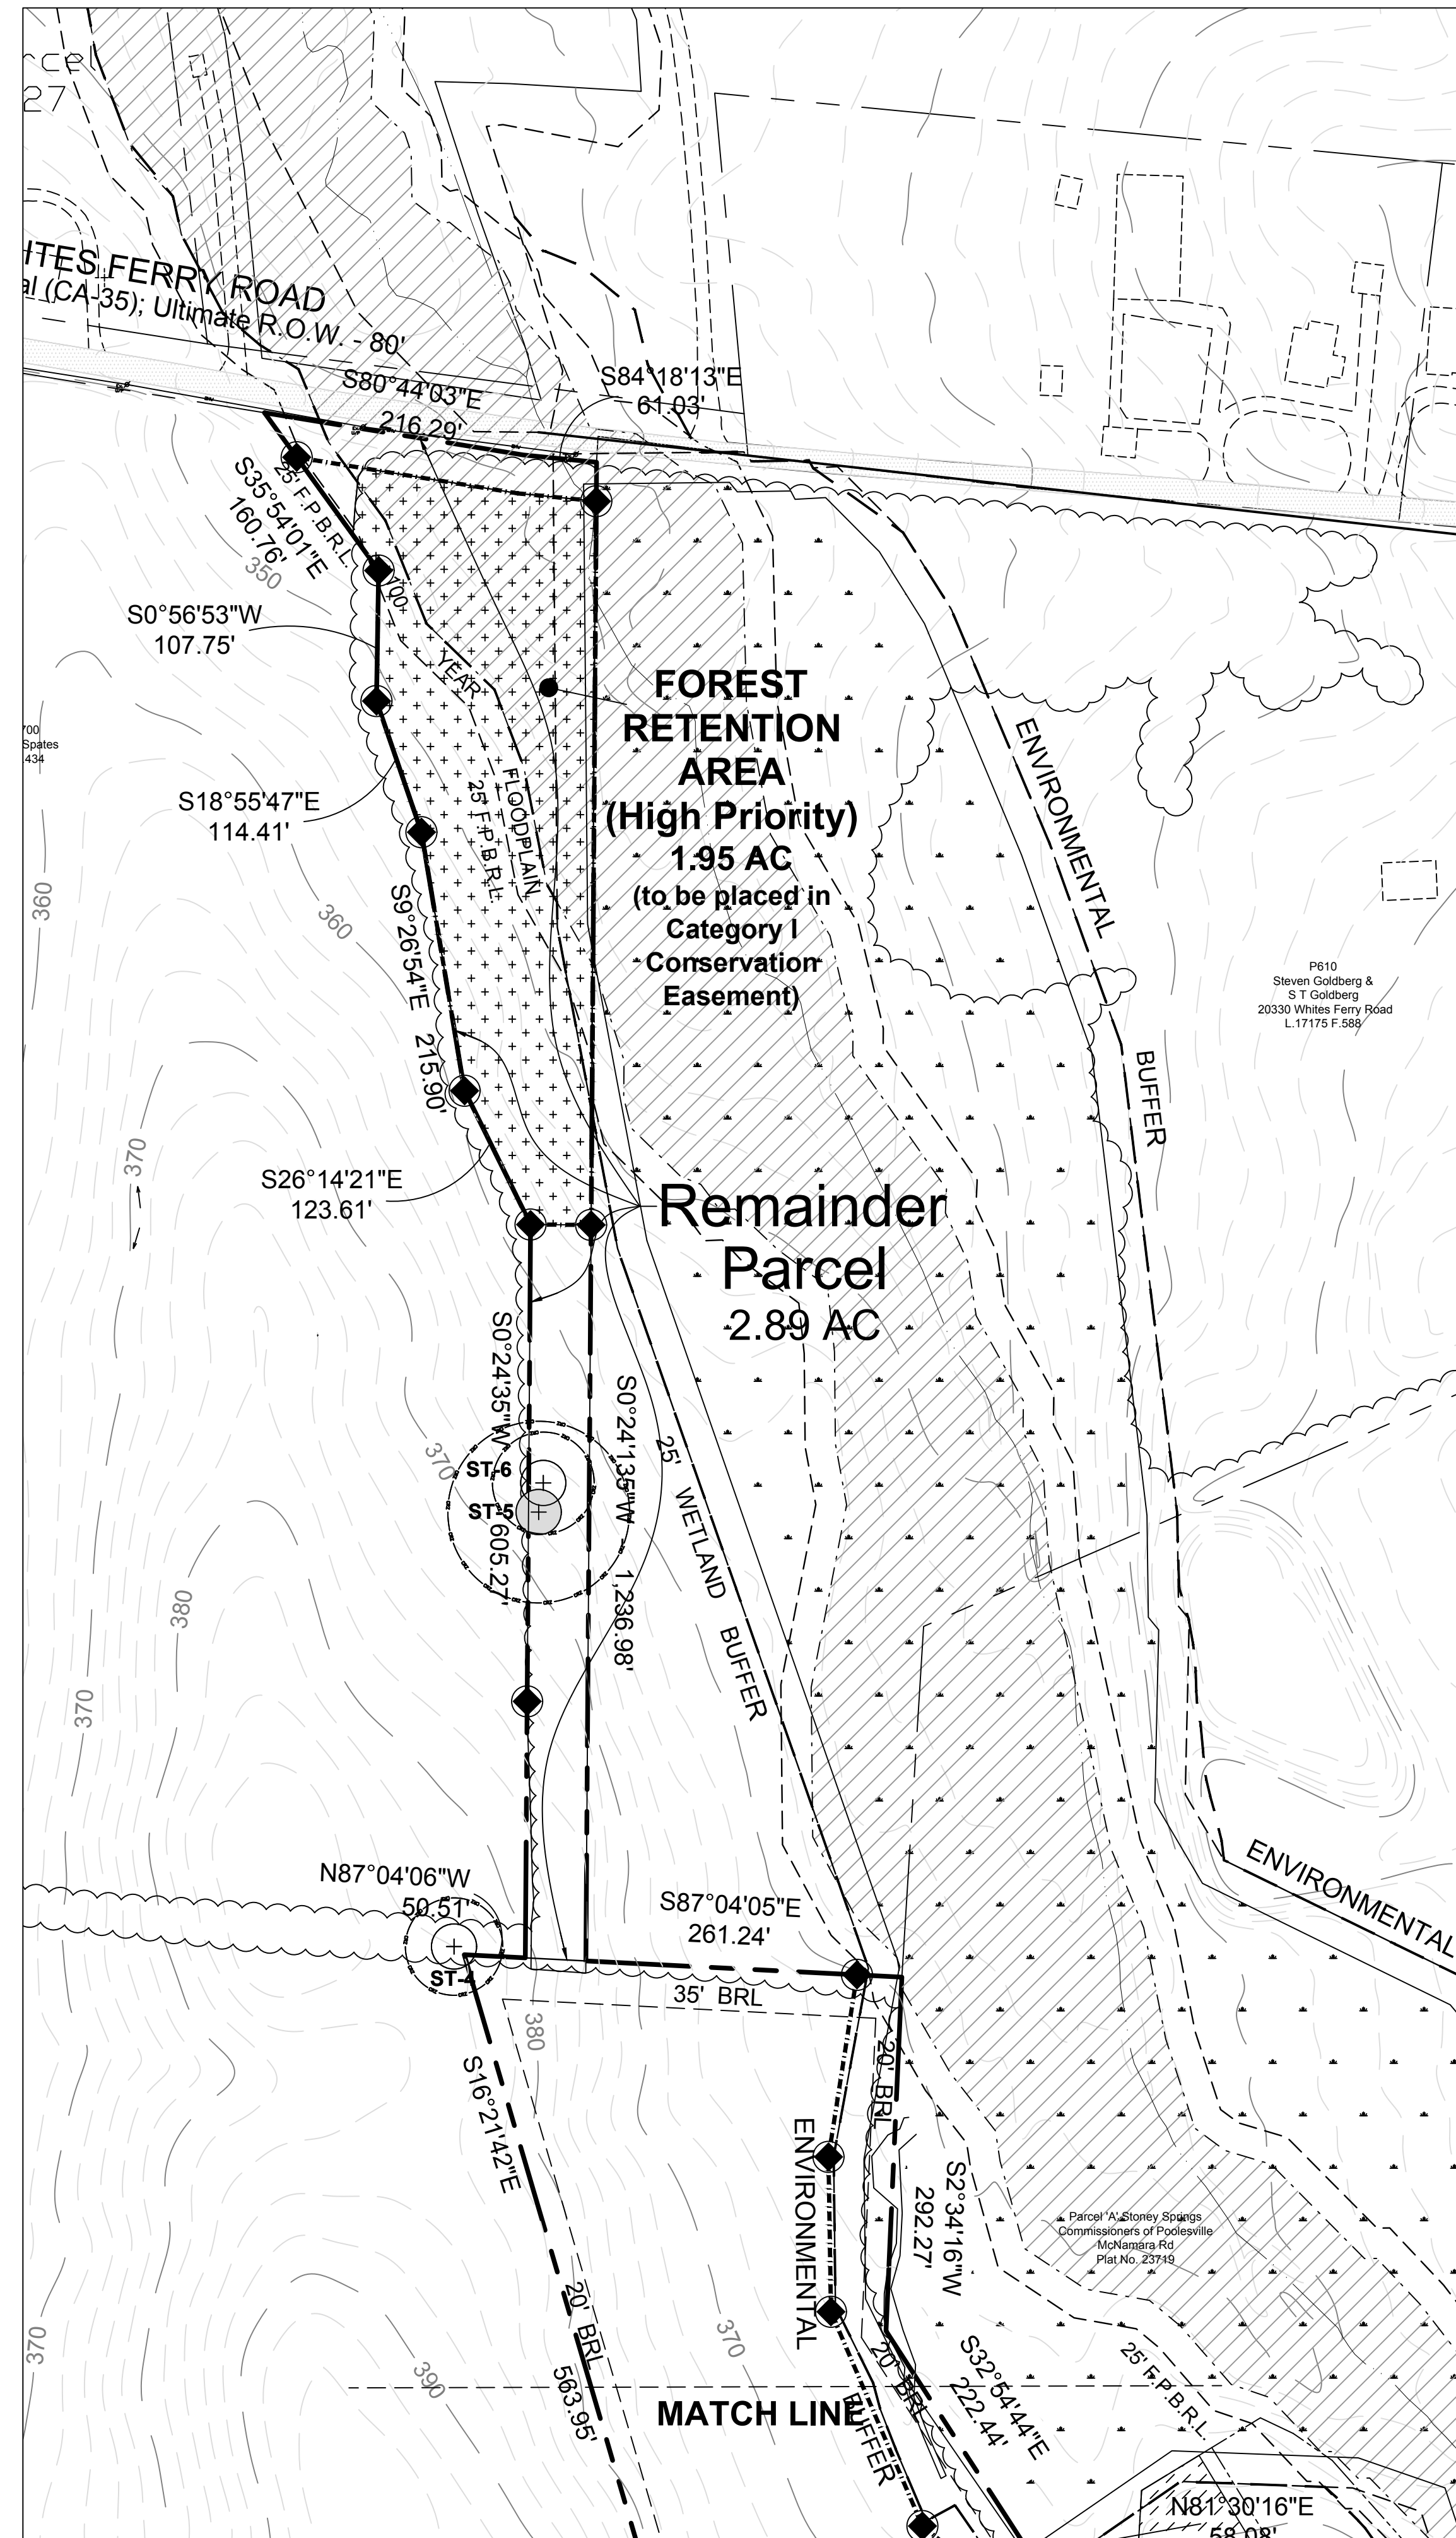 rcel
27
ITES FERRY ROAD
al (CA-35); Ultimate R.O.W. - 80'
S80°44'03"E
216.29'
S84°18'13"E
61.03'
S35°54'01"E
160.76'
25' F.P.B.R.L.
350
100
YEAR
FLOODPLAIN
25' F.P.B.R.L.
S0°56'53"W
107.75'
700
Spates
434
S18°55'47"E
114.41'
FOREST
RETENTION
AREA
(High Priority)
1.95 AC
(to be placed in
Category I
Conservation
Easement)
ENVIRONMENTAL
BUFFER
360
360
S9°26'54"E 215.90'
P610
Steven Goldberg &
S T Goldberg
20330 Whites Ferry Road
L.17175 F.588
370
S26°14'21"E
123.61'
Remainder
Parcel
2.89 AC
S0°24'35"W 605.27'
S0°24'135"W 1,236.98'
25' WETLAND BUFFER
370
ST-6
ST-5
380
370
N87°04'06"W
50.51'
ST-4
S87°04'05"E
261.24'
35' BRL
ENVIRONMENTAL
380
20' BRL
S16°21'42"E
20' BRL
563.95'
ENVIRONMENTAL
BUFFER
S2°34'16"W
292.27'
Parcel 'A' Stoney Springs
Commissioners of Poolesville
McNamara Rd
Plat No. 23719
370
390
370
20' BRL
S32°54'44"E
222.44'
25' F.P.B.R.L
MATCH LINE
N81°30'16"E
58.08'